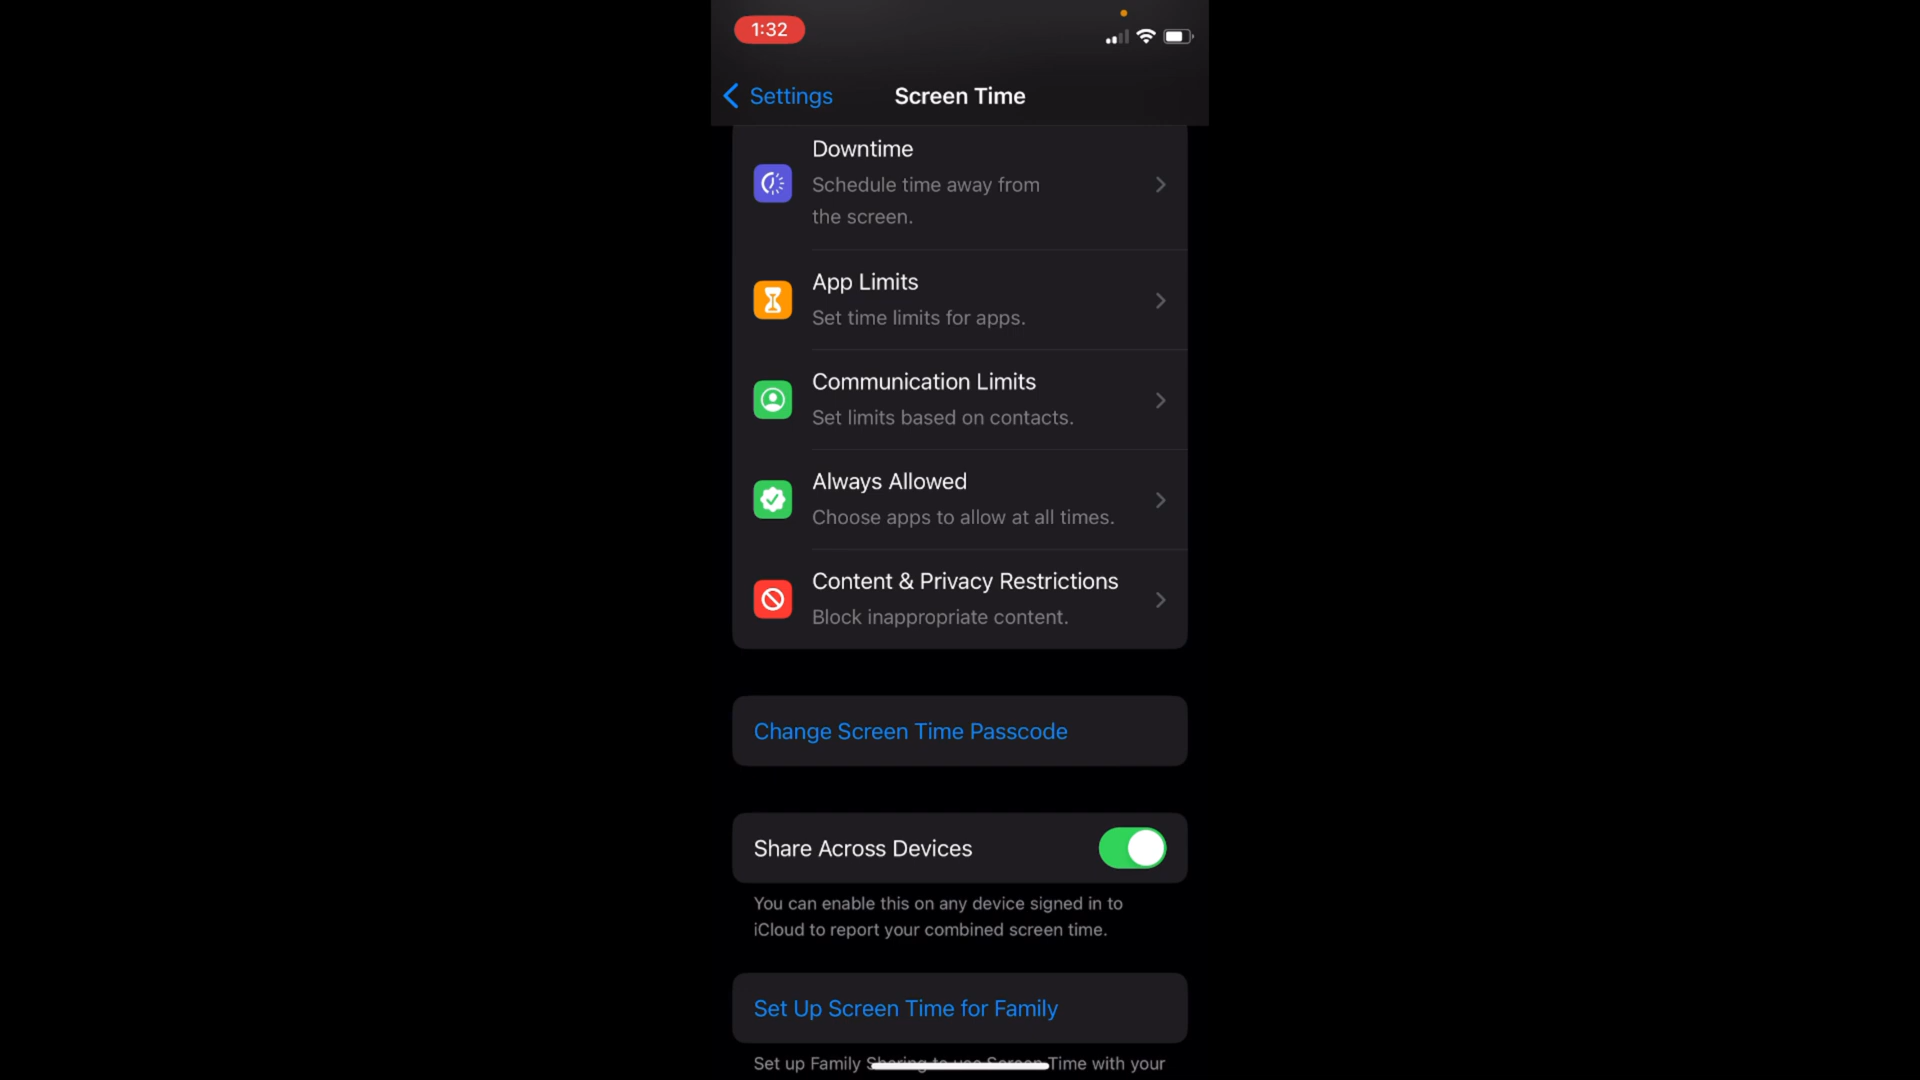 1:32
Settings
Screen Time
Downtime
Schedule time away from
the screen.
App Limits
Set time limits for apps.
Communication Limits
Set limits based on contacts.
Always Allowed
Choose apps to allow at all times.
Content & Privacy Restrictions
Block inappropriate content.
Change Screen Time Passcode
Share Across Devices
You can enable this on any device signed in to
iCloud to report your combined screen time.
Set Up Screen Time for Family
Set up Family Sharing to use Screen Time with your